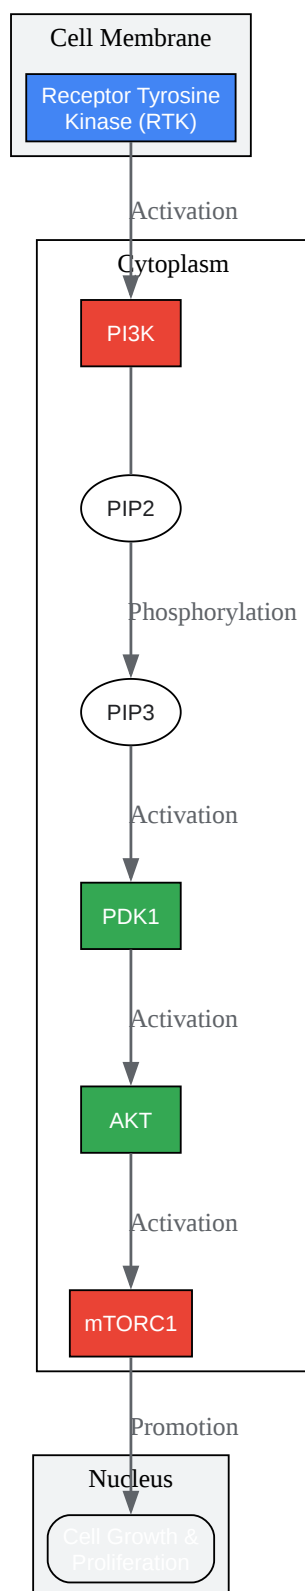 Cell Membrane
Receptor Tyrosine
Kinase (RTK)
Activation
Cytoplasm
PI3K
PIP2
Phosphorylation
PIP3
Activation
PDK1
Activation
AKT
Activation
mTORC1
Promotion
Nucleus
Cell Growth &
Proliferation